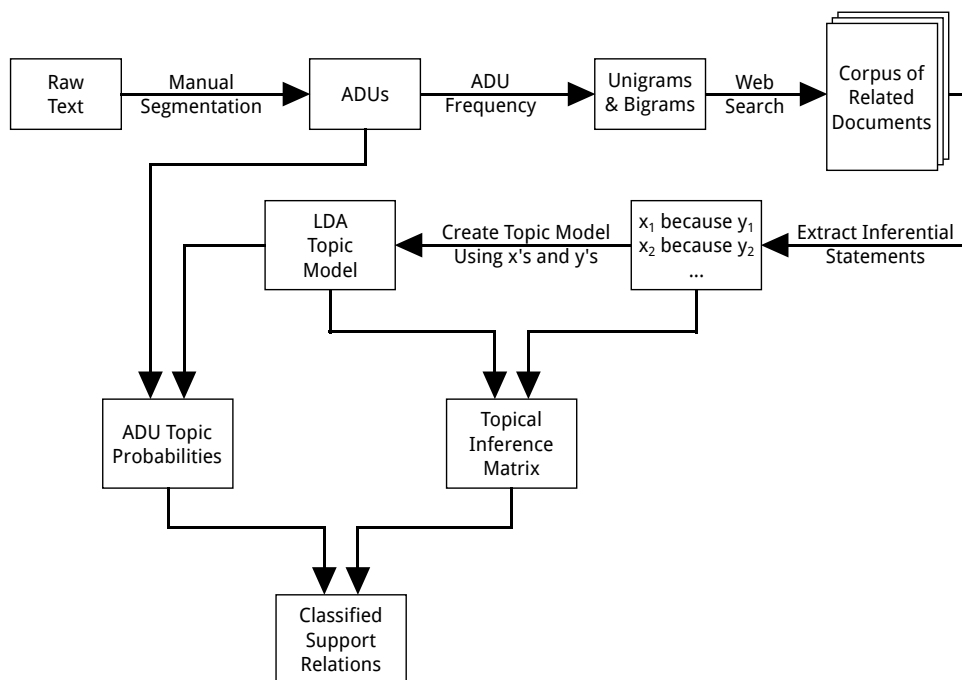 Raw
Text
Manual
Segmentation
ADUs
ADU
Frequency
Unigrams
& Bigrams
Web
Search
Corpus of
Related
Documents
LDA
Topic
Model
Create Topic Model
Using x's and y's
x₁ because y₁
x₂ because y₂
...
Extract Inferential
Statements
ADU Topic
Probabilities
Topical
Inference
Matrix
Classified
Support
Relations